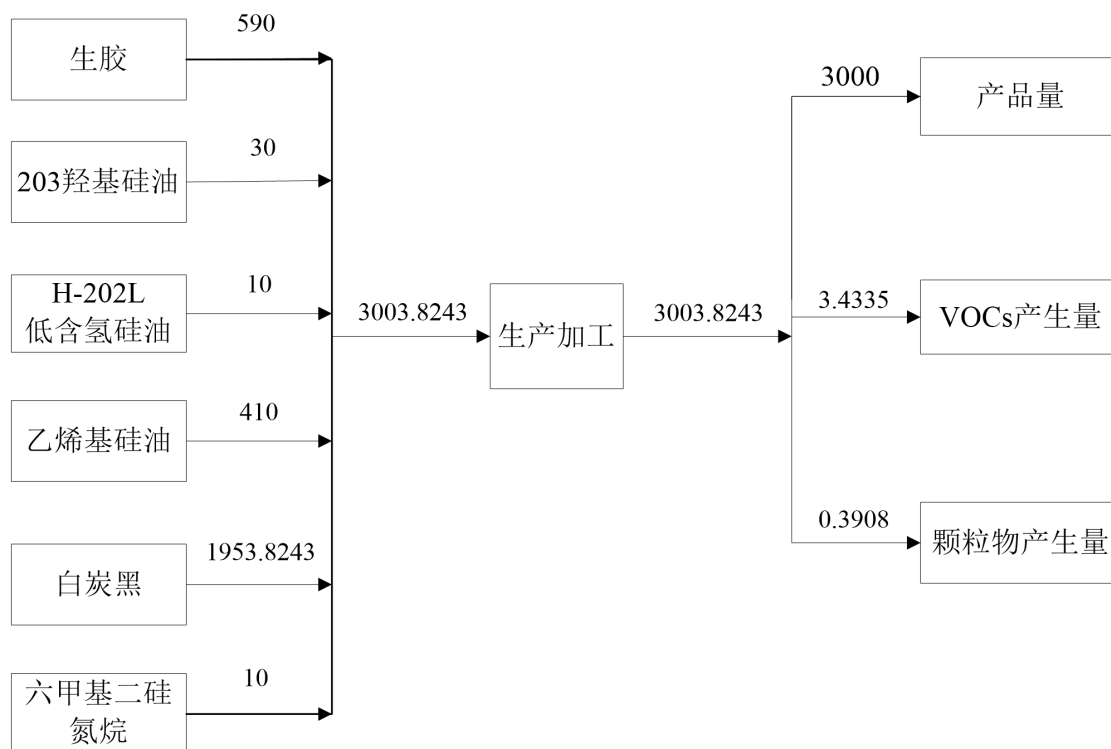 590
生胶
30
203羟基硅油
10
H-202L
低含氢硅油
410
乙烯基硅油
1953.8243
白炭黑
10
六甲基二硅
氮烷
3003.8243
生产加工
3003.8243
3000
产品量
3.4335
VOCs产生量
0.3908
颗粒物产生量